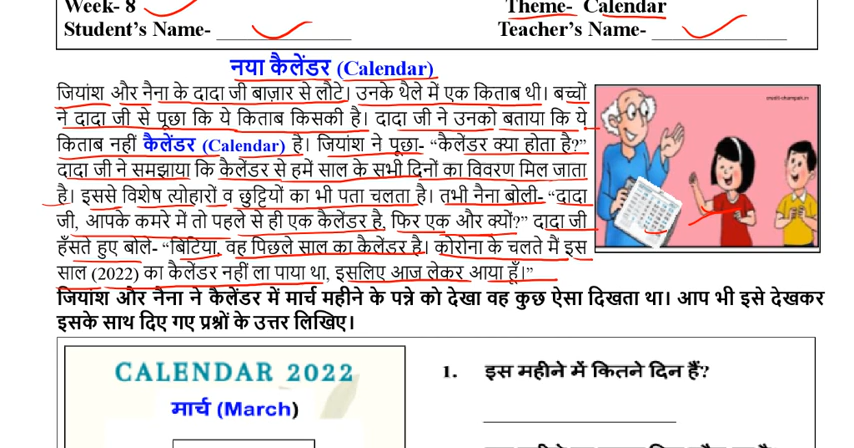 Week- 8
Theme- Calendar
Student’s Name- ______________
Teacher’s Name- ______________
नया कैलेंडर (Calendar)
जियांश और नैना के दादा जी बाज़ार से लौटे। उनके थैले में एक किताब थी। बच्चों
ने दादा जी से पूछा कि ये किताब किसकी है। दादा जी ने उनको बताया कि ये
किताब नहीं कैलेंडर (Calendar) है। जियांश ने पूछा- “कैलेंडर क्या होता है?”
दादा जी ने समझाया कि कैलेंडर से हमें साल के सभी दिनों का विवरण मिल जाता
है। इससे विशेष त्योहारों व छुट्टियों का भी पता चलता है। तभी नैना बोली- “दादा
जी, आपके कमरे में तो पहले से ही एक कैलेंडर है, फिर एक और क्यों?” दादा जी
हँसते हुए बोले- “बिटिया, वह पिछले साल का कैलेंडर है। कोरोना के चलते मैं इस
साल (2022) का कैलेंडर नहीं ला पाया था, इसलिए आज लेकर आया हूँ।”
जियांश और नैना ने कैलेंडर में मार्च महीने के पन्ने को देखा वह कुछ ऐसा दिखता था। आप भी इसे देखकर
इसके साथ दिए गए प्रश्नों के उत्तर लिखिए।
CALENDAR 2022
मार्च (March)
1. इस महीने में कितने दिन हैं?